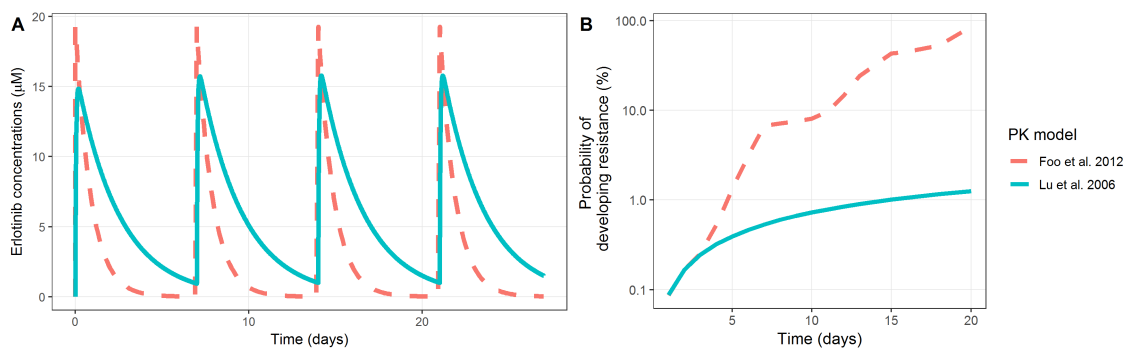 A
Erlotinib concentrations (μM)
20
15
10
5
0
0
10
20
Time (days)
B
Probability of
developing resistance (%)
100.0
10.0
1.0
0.1
5
10
15
20
Time (days)
PK model
Foo et al. 2012
Lu et al. 2006